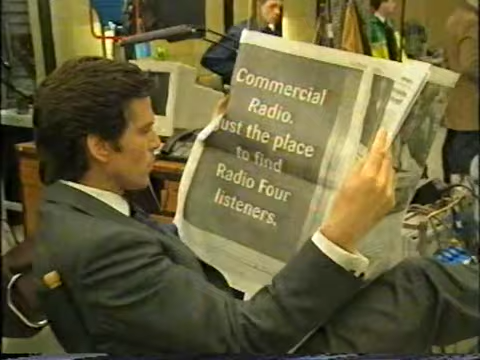 Commercial
Radio.
Just the place
to find
Radio Four
listeners.